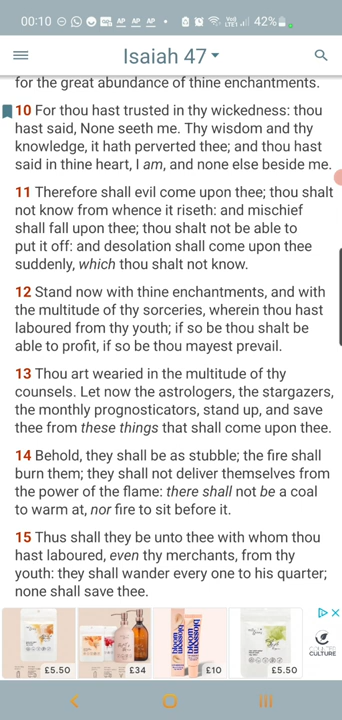 00:10 AP AP AP 42%
Isaiah 47
for the great abundance of thine enchantments.
10 For thou hast trusted in thy wickedness: thou
hast said, None seeth me. Thy wisdom and thy
knowledge, it hath perverted thee; and thou hast
said in thine heart, I am, and none else beside me.
11 Therefore shall evil come upon thee; thou shalt
not know from whence it riseth: and mischief
shall fall upon thee; thou shalt not be able to
put it off: and desolation shall come upon thee
suddenly, which thou shalt not know.
12 Stand now with thine enchantments, and with
the multitude of thy sorceries, wherein thou hast
laboured from thy youth; if so be thou shalt be
able to profit, if so be thou mayest prevail.
13 Thou art wearied in the multitude of thy
counsels. Let now the astrologers, the stargazers,
the monthly prognosticators, stand up, and save
thee from these things that shall come upon thee.
14 Behold, they shall be as stubble; the fire shall
burn them; they shall not deliver themselves from
the power of the flame: there shall not be a coal
to warm at, nor fire to sit before it.
15 Thus shall they be unto thee with whom thou
hast laboured, even thy merchants, from thy
youth: they shall wander every one to his quarter;
none shall save thee.
bloom blossom
£5.50 £34 £10 £5.50
CULTURE